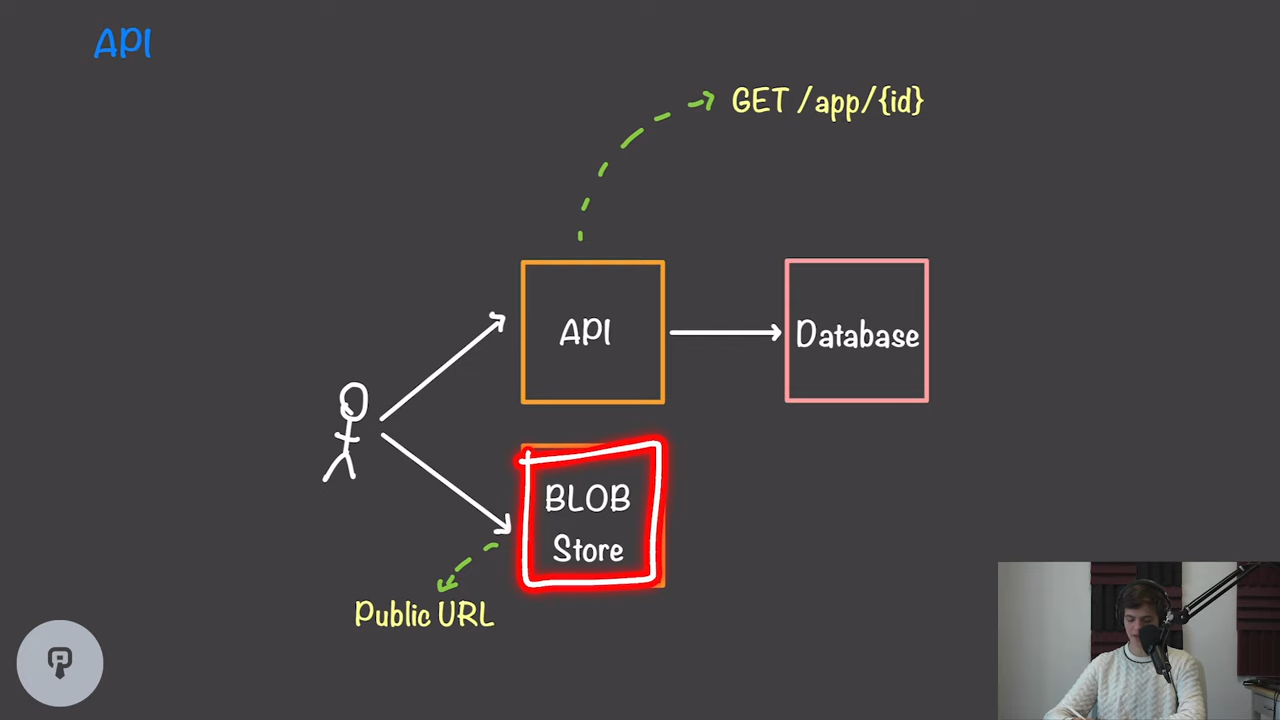 API
GET /app/{id}
API
Database
BLOB
Store
Public URL